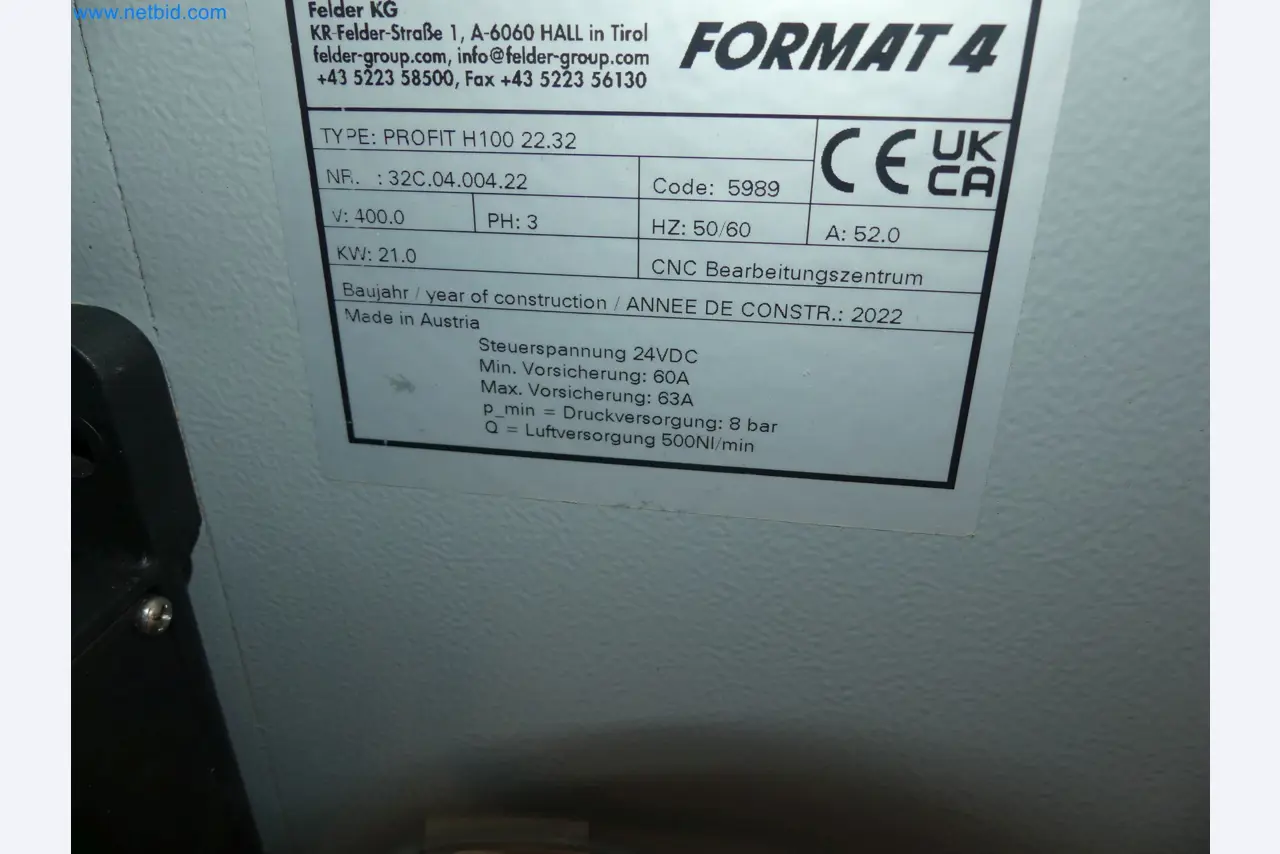 www.netbid.com
Felder KG
KR-Felder-Straße 1, A-6060 HALL in Tirol
felder-group.com, info@felder-group.com
+43 5223 58500, Fax +43 5223 56130
FORMAT 4
TYPE: PROFIT H100 22.32
NR. : 32C.04.004.22
Code: 5989
CE UK CA
V: 400.0
PH: 3
HZ: 50/60
A: 52.0
KW: 21.0
CNC Bearbeitungszentrum
Baujahr / year of construction / ANNEE DE CONSTR.: 2022
Made in Austria
Steuerspannung 24VDC
Min. Vorsicherung: 60A
Max. Vorsicherung: 63A
p_min = Druckversorgung: 8 bar
Q = Luftversorgung 500Nl/min